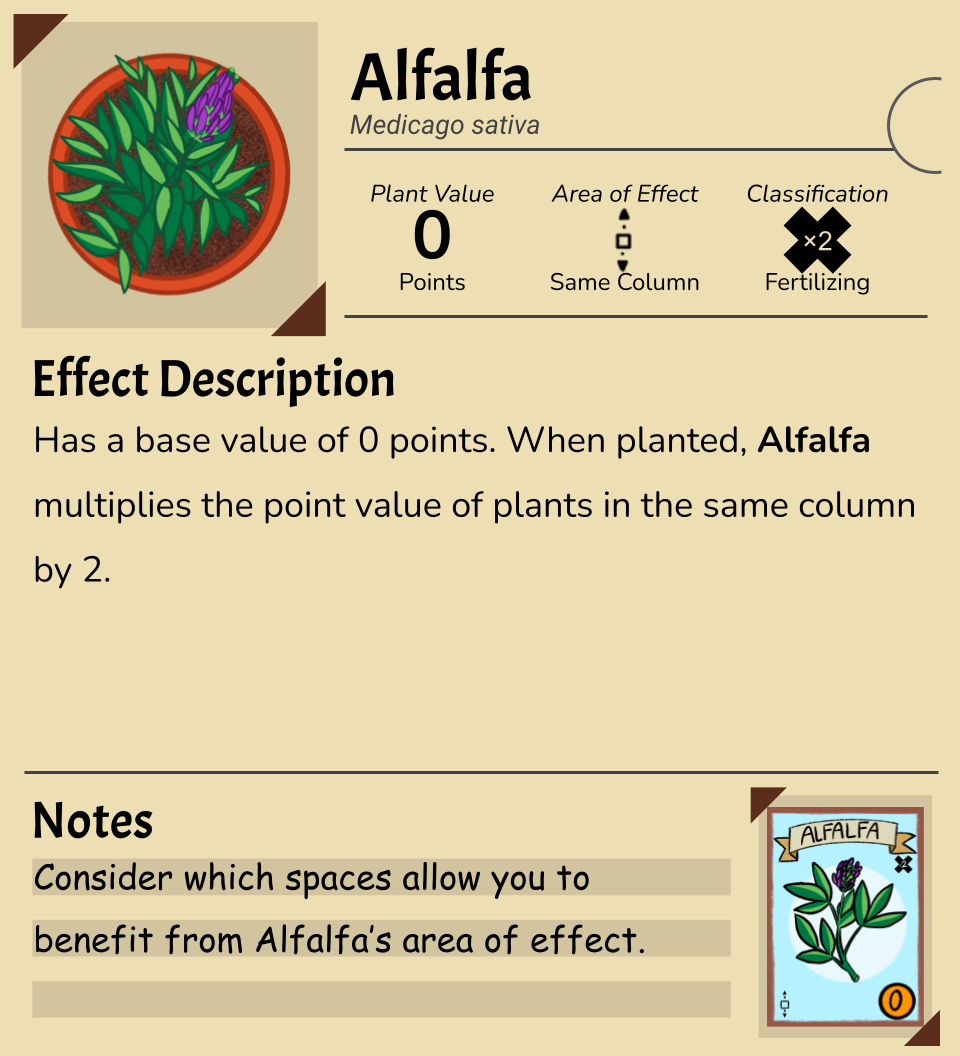 Alfalfa
Medicago sativa
Plant Value
0
Points
Area of Effect
Same Column
Classification
×2
Fertilizing
Effect Description
Has a base value of 0 points. When planted, Alfalfa
multiplies the point value of plants in the same column
by 2.
Notes
Consider which spaces allow you to
benefit from Alfalfa's area of effect.
ALFALFA
0